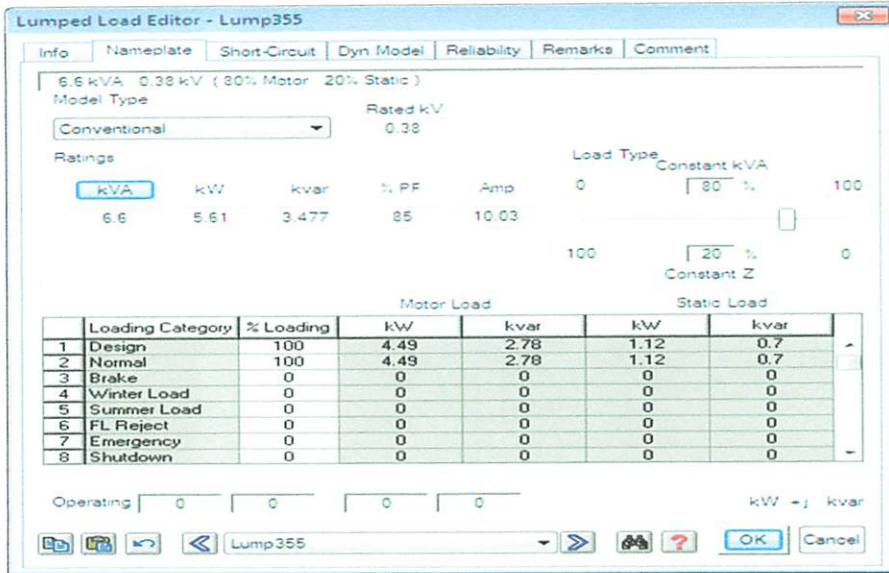 Lumped Load Editor - Lump355
Info Nameplate Short-Circuit Dyn Model Reliability Remarks Comment
6.6 kVA 0.38 kV ( 80% Motor 20% Static )
Model Type
Rated kV
Conventional
0.38
Ratings
Load Type
Constant kVA
kVA kW kvar % PF Amp
0 80 % 100
6.6 5.61 3.477 85 10.03
100 20 % 0
Constant Z
Motor Load Static Load
Loading Category % Loading kW kvar kW kvar
1 Design 100 4.49 2.78 1.12 0.7
2 Normal 100 4.49 2.78 1.12 0.7
3 Brake 0 0 0 0 0
4 Winter Load 0 0 0 0 0
5 Summer Load 0 0 0 0 0
6 FL Reject 0 0 0 0 0
7 Emergency 0 0 0 0 0
8 Shutdown 0 0 0 0 0
Operating 0 0 0 0 kW +j kvar
Lump355 ? OK Cancel